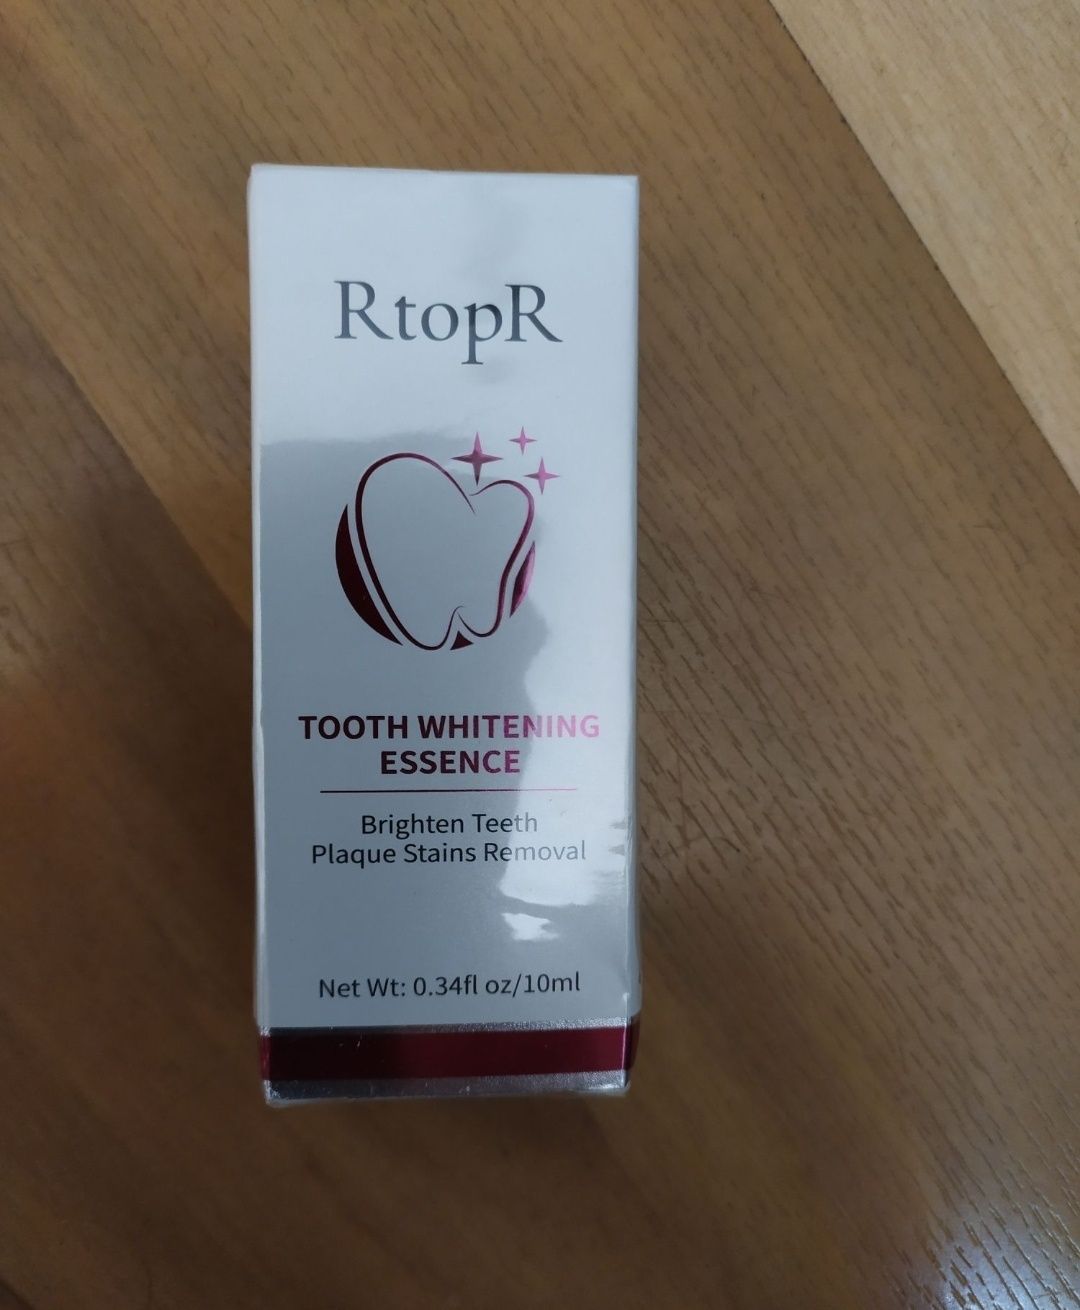 RtopR
TOOTH WHITENING
ESSENCE
Brighten Teeth
Plaque Stains Removal
Net Wt: 0.34fl oz/10ml